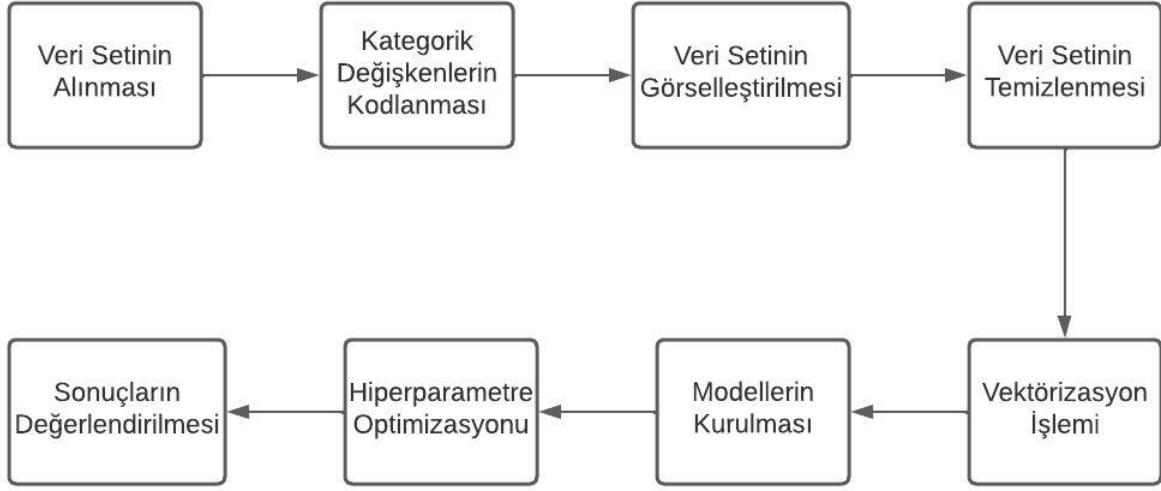 Veri Setinin
Alınması
Kategorik
Değişkenlerin
Kodlanması
Veri Setinin
Görselleştirilmesi
Veri Setinin
Temizlenmesi
Vektörizasyon
İşlemi
Modellerin
Kurulması
Hiperparametre
Optimizasyonu
Sonuçların
Değerlendirilmesi